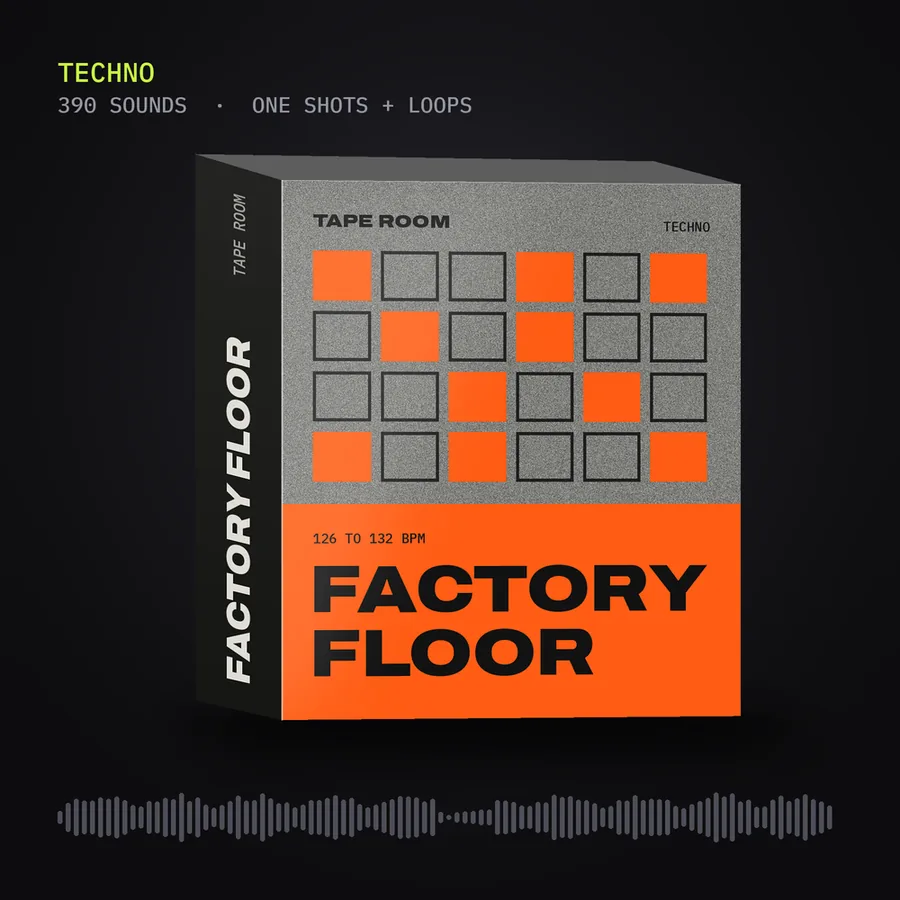 TECHNO
390 SOUNDS · ONE SHOTS + LOOPS
TAPE ROOM
FACTORY FLOOR
TAPE ROOM
TECHNO
126 TO 132 BPM
FACTORY
FLOOR